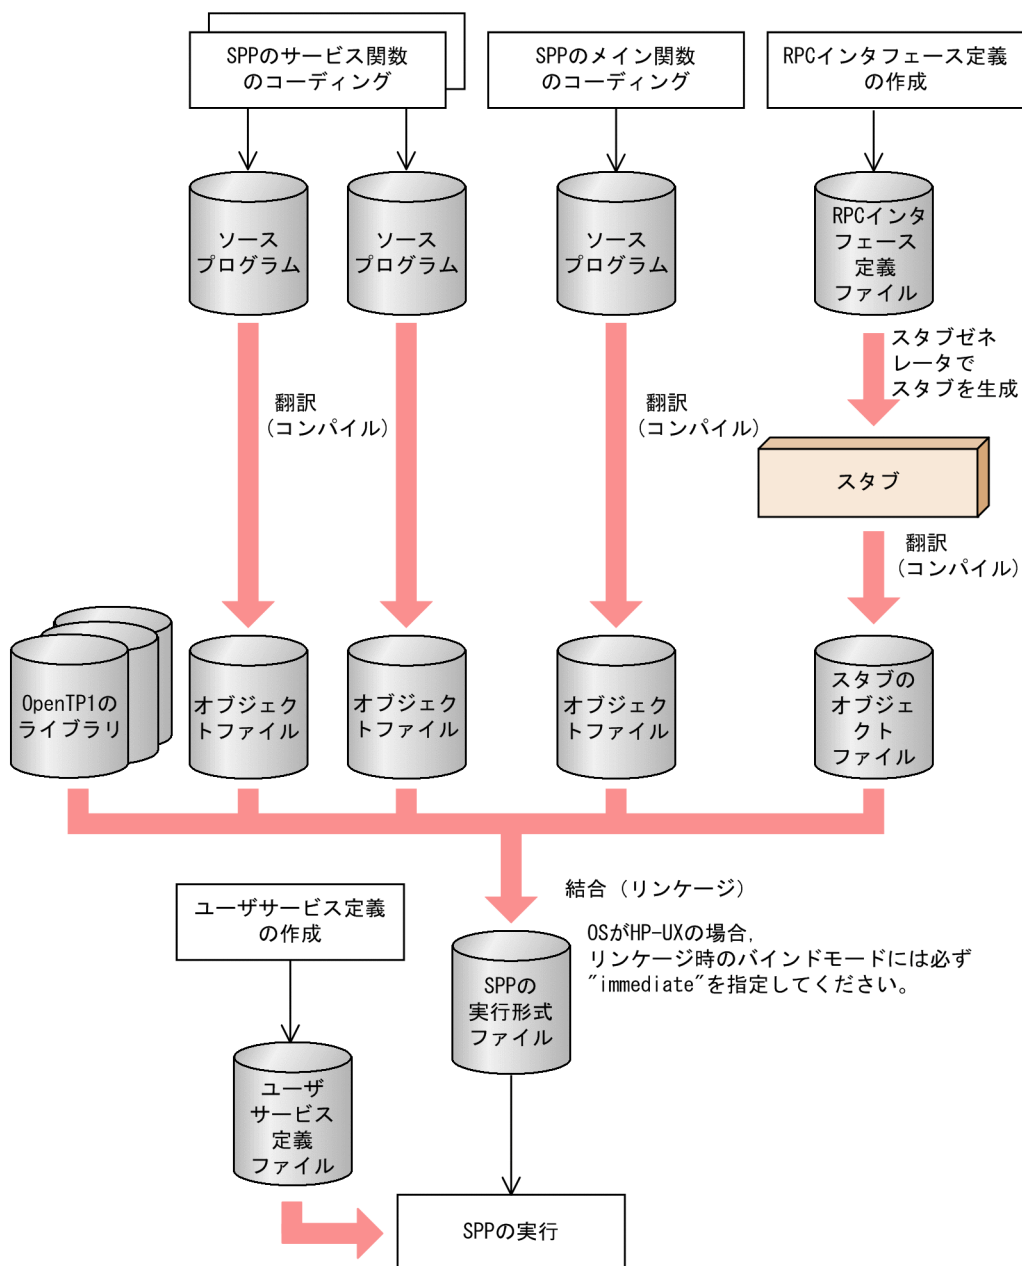 SPPのサービス関数
のコーディング
SPPのメイン関数
のコーディング
RPCインタフェース定義
の作成
ソース
プログラム
ソース
プログラム
ソース
プログラム
RPCインタ
フェース
定義
ファイル
スタブゼネ
レータで
スタブを生成
翻訳
(コンパイル)
翻訳
(コンパイル)
スタブ
翻訳
(コンパイル)
OpenTP1の
ライブラリ
オブジェク
トファイル
オブジェク
トファイル
オブジェク
トファイル
スタブの
オブジェ
クト
ファイル
結合（リンケージ）
ユーザサービス定義
の作成
OSがHP-UXの場合,
リンケージ時のバインドモードには必ず
"immediate"を指定してください。
SPPの
実行形式
ファイル
ユーザ
サービス
定義
ファイル
SPPの実行